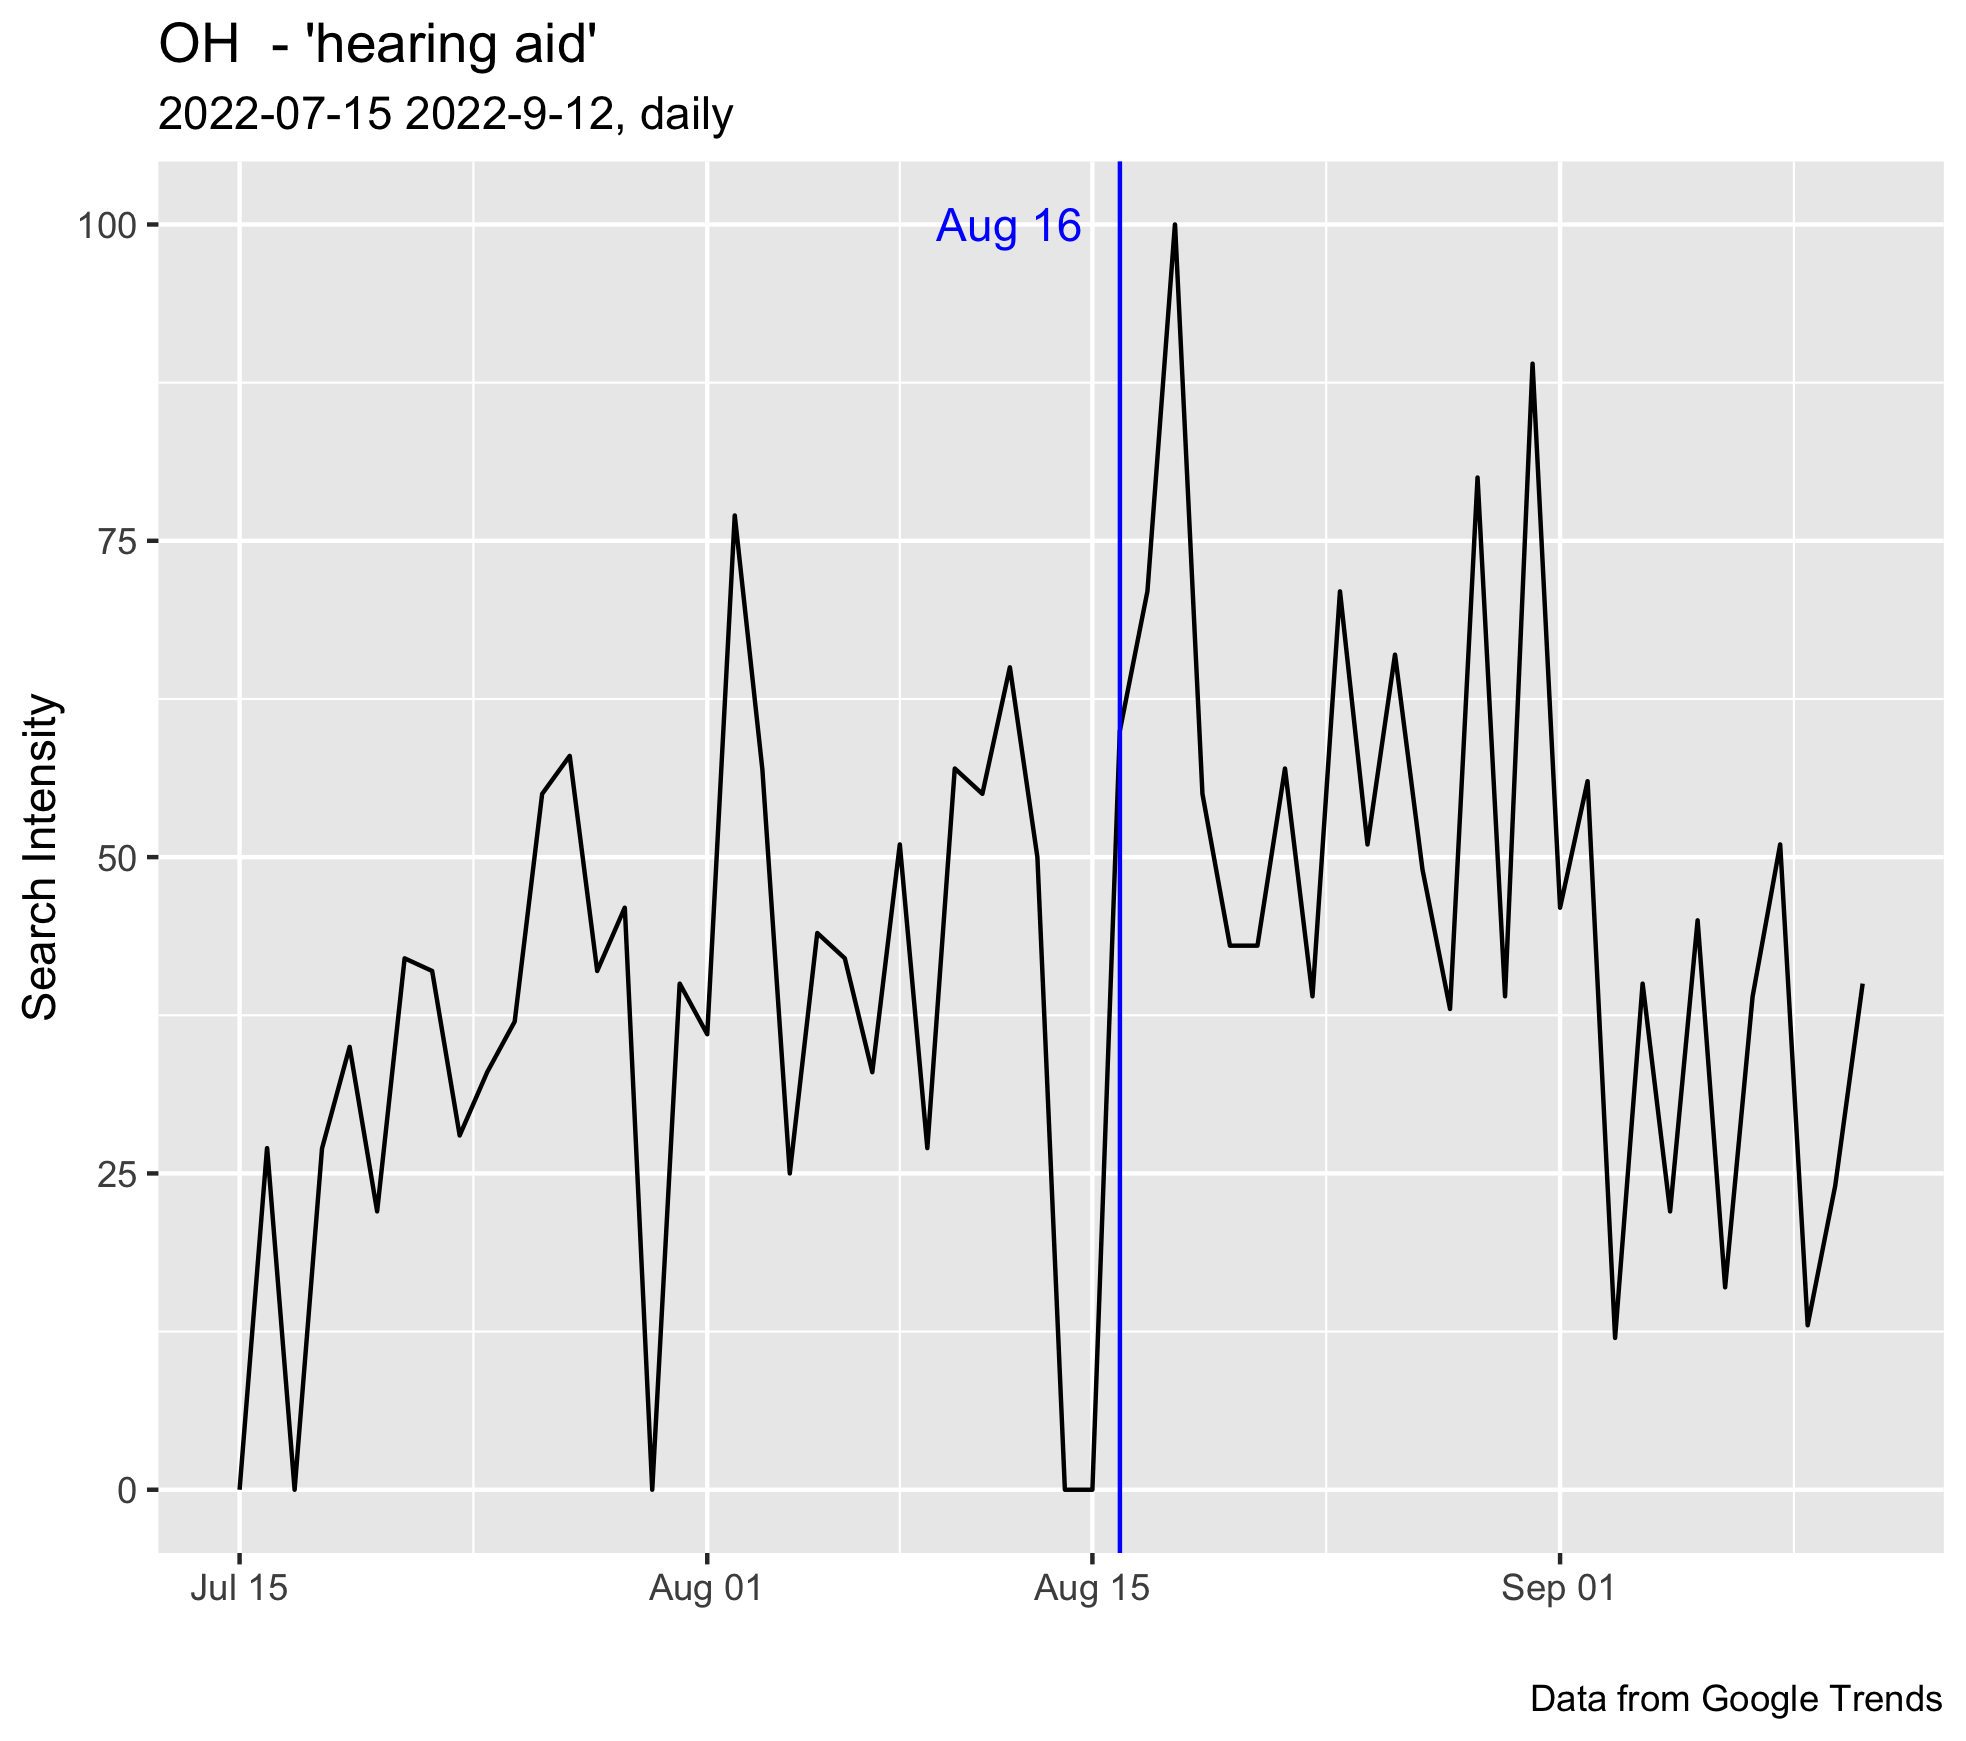 OH  - 'hearing aid'
2022-07-15 2022-9-12, daily
Aug 16
100
75
50
25
0
Search Intensity
Jul 15
Aug 01
Aug 15
Sep 01
Data from Google Trends